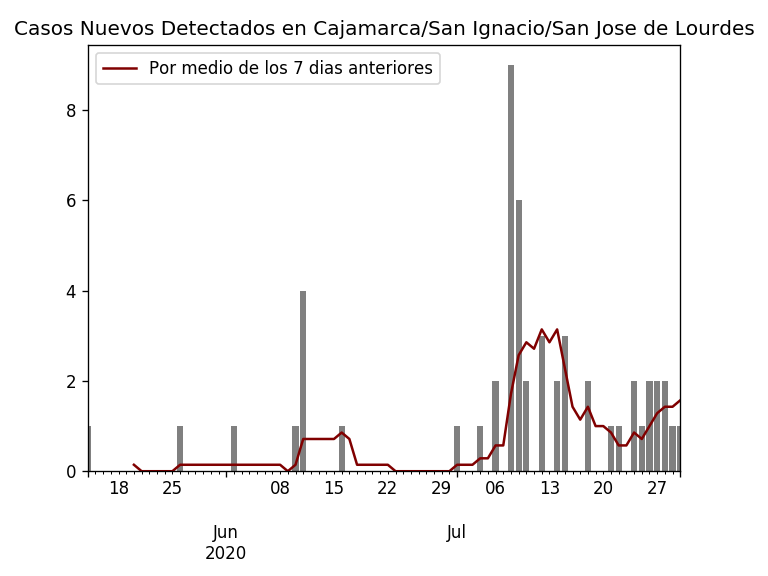 Casos Nuevos Detectados en Cajamarca/San Ignacio/San Jose de Lourdes
Por medio de los 7 dias anteriores
8
6
4
2
0
18 25 08 15 22 29 06 13 20 27
Jun Jul
2020